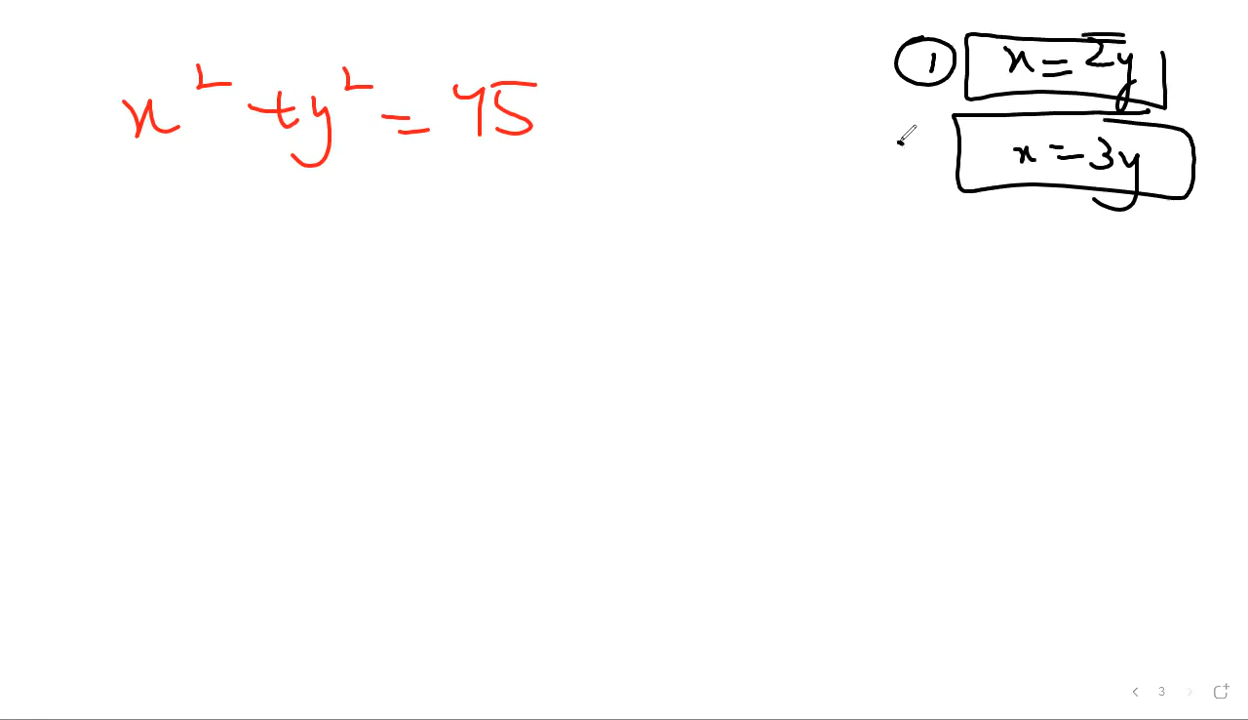 x² + y² = 45
① x = 2y
x = 3y
3